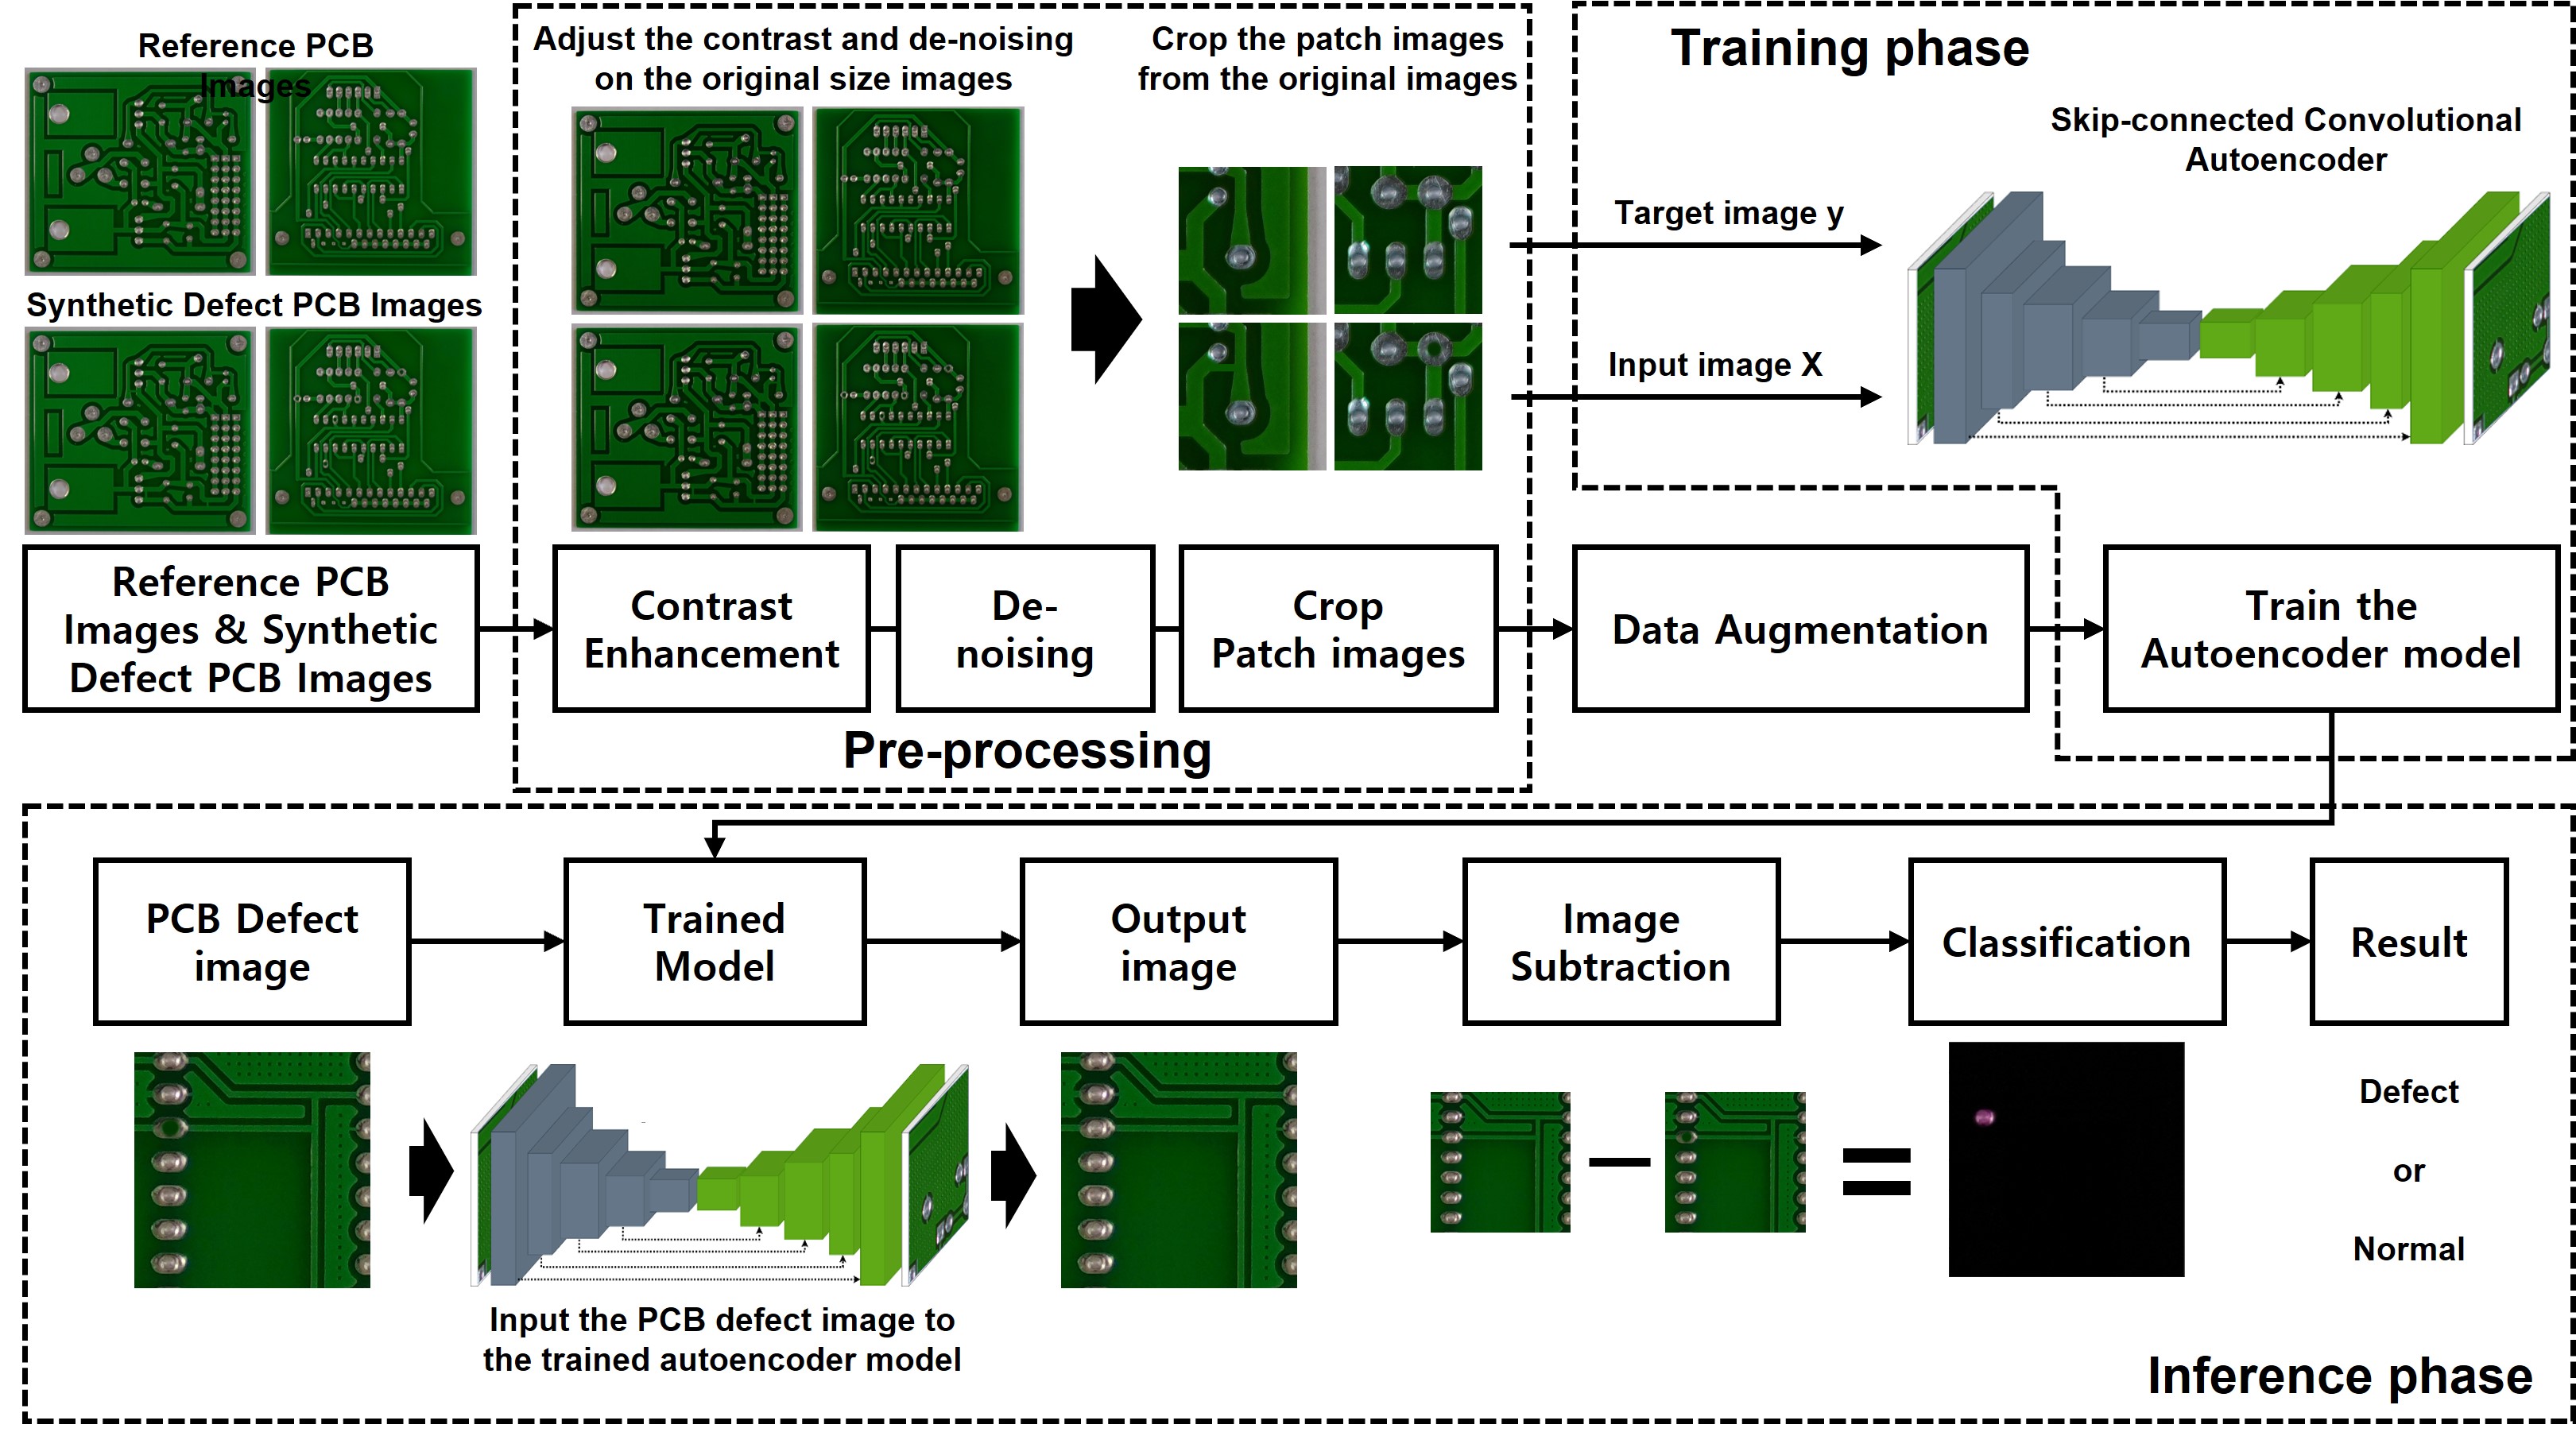 Reference PCB
Images
Synthetic Defect PCB Images
Adjust the contrast and de-noising
on the original size images
Crop the patch images
from the original images
Training phase
Skip-connected Convolutional
Autoencoder
Target image y
Input image X
Reference PCB
Images & Synthetic
Defect PCB Images
Contrast
Enhancement
De-
noising
Crop
Patch images
Data Augmentation
Train the
Autoencoder model
Pre-processing
PCB Defect
image
Trained
Model
Output
image
Image
Subtraction
Classification
Result
Defect
or
Normal
Input the PCB defect image to
the trained autoencoder model
Inference phase